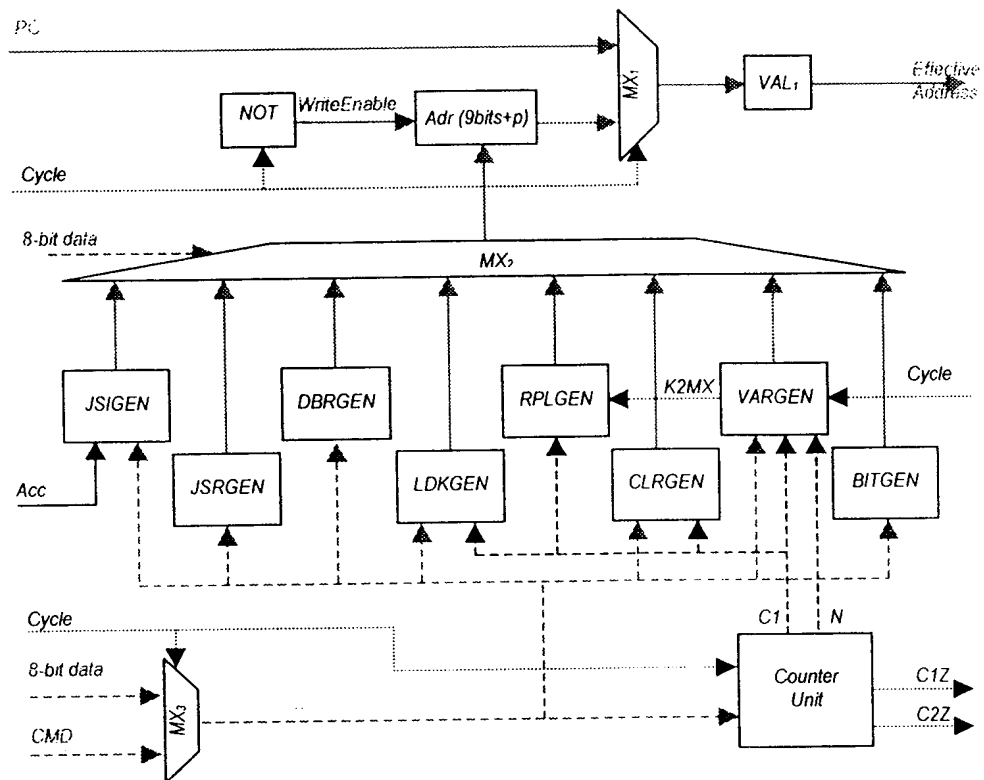 PC
MX₁
VAL₁
Effective
Address
NOT
WriteEnable
Adr (9bits+p)
Cycle
8-bit data
MX₂
JSIGEN
DBRGEN
RPLGEN
K2MX
VARGEN
Cycle
JSRGEN
LDKGEN
CLRGEN
BITGEN
Acc
Cycle
C1
N
8-bit data
MX₃
CMD
Counter
Unit
C1Z
C2Z